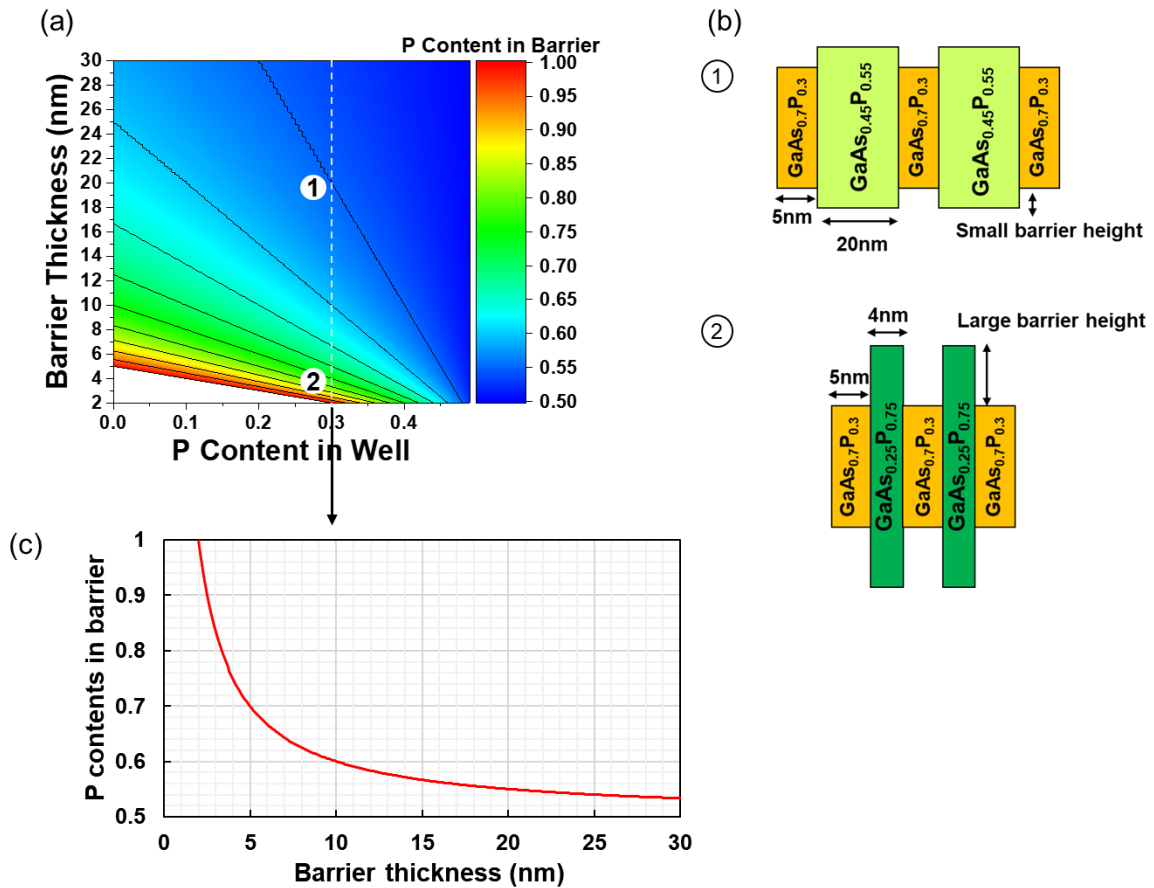 (a)
P Content in Barrier
Barrier Thickness (nm)
30
28
26
24
22
20
18
16
14
12
10
8
6
4
2
1
2
0.0 0.1 0.2 0.3 0.4
P Content in Well
1.00
0.95
0.90
0.85
0.80
0.75
0.70
0.65
0.60
0.55
0.50
(b)
1
GaAs0.7P0.3
GaAs0.45P0.55
GaAs0.7P0.3
GaAs0.45P0.55
GaAs0.7P0.3
5nm
20nm
Small barrier height
2
4nm
Large barrier height
5nm
GaAs0.7P0.3
GaAs0.25P0.75
GaAs0.7P0.3
GaAs0.25P0.75
GaAs0.7P0.3
(c)
P contents in barrier
1
0.9
0.8
0.7
0.6
0.5
0 5 10 15 20 25 30
Barrier thickness (nm)